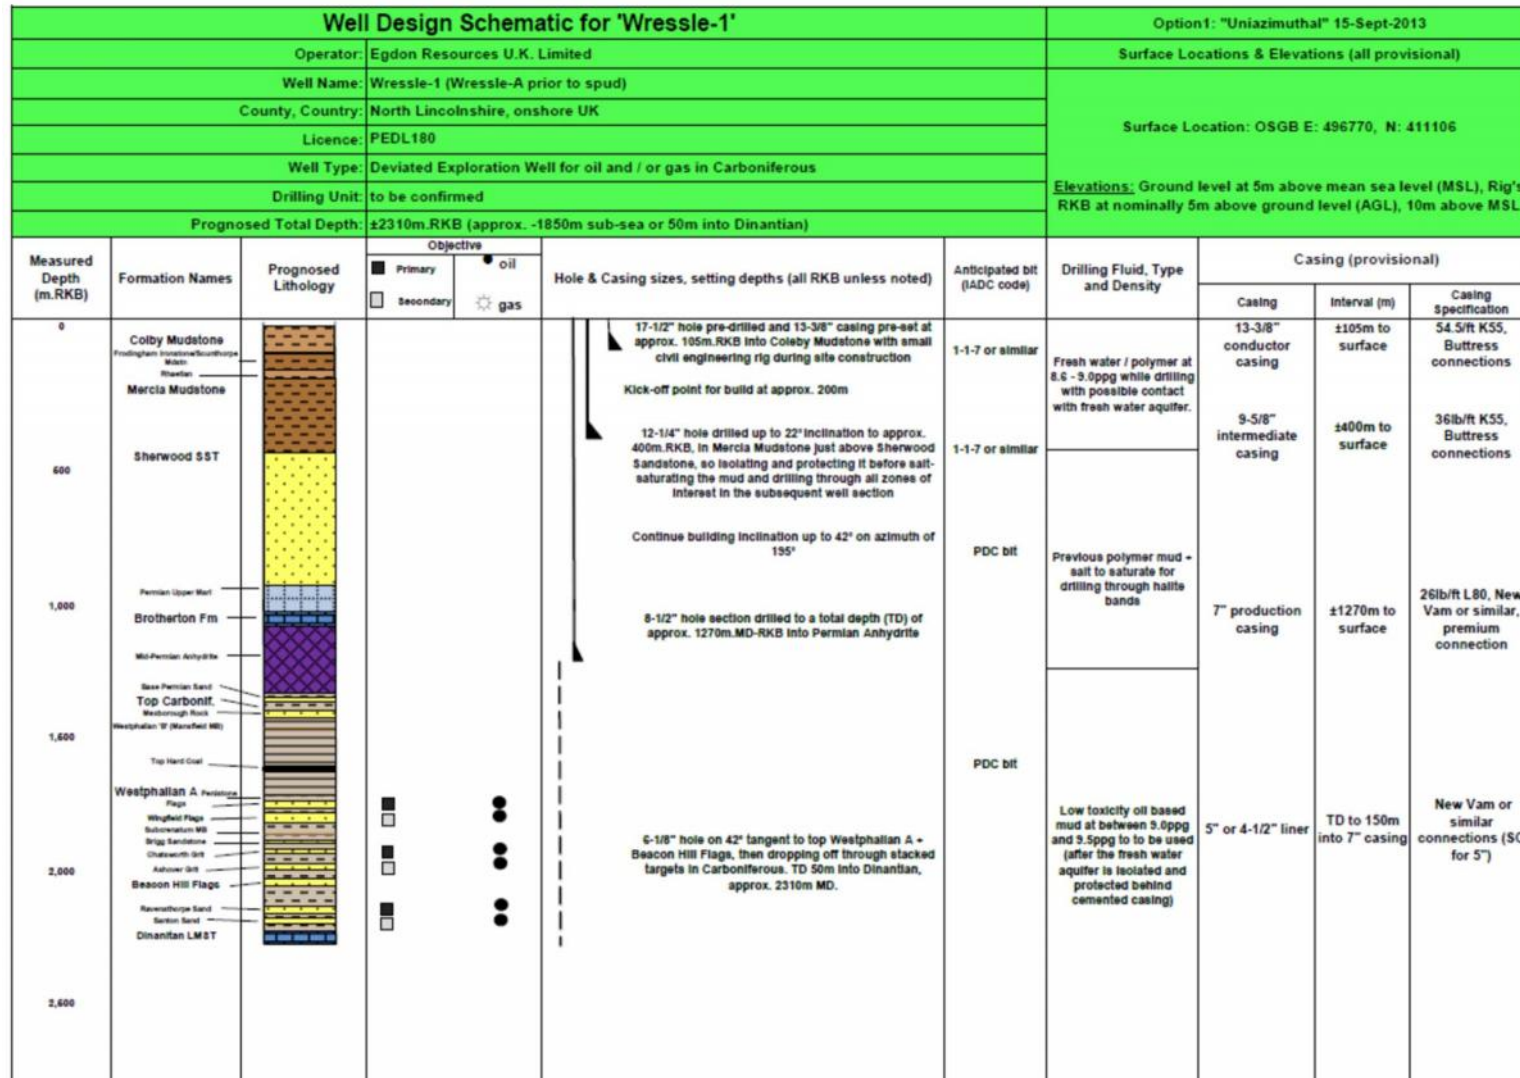 Well Design Schematic for 'Wressle-1'
Option1: "Uniazimuthal" 15-Sept-2013
Operator: Egdon Resources U.K. Limited
Surface Locations & Elevations (all provisional)
Well Name: Wressle-1 (Wressle-A prior to spud)
County, Country: North Lincolnshire, onshore UK
Surface Location: OSGB E: 496770, N: 411106
Licence: PEDL180
Well Type: Deviated Exploration Well for oil and / or gas in Carboniferous
Drilling Unit: to be confirmed
Elevations: Ground level at 5m above mean sea level (MSL), Rig's
RKB at nominally 5m above ground level (AGL), 10m above MSL
Prognosed Total Depth: ±2310m.RKB (approx. -1850m sub-sea or 50m into Dinantian)
Measured
Depth
(m.RKB)
Formation Names
Prognosed
Lithology
Objective
Primary
oil
Secondary
gas
Hole & Casing sizes, setting depths (all RKB unless noted)
Anticipated bit
(IADC code)
Drilling Fluid, Type
and Density
Casing (provisional)
Casing
Interval (m)
Casing
Specification
0
600
1,000
1,500
2,000
2,500
Colby Mudstone
Frodingham Ironstone/Scunthorpe
Mdstn
Rhaetian
Mercia Mudstone
Sherwood SST
Permian Upper Marl
Brotherton Fm
Mid-Permian Anhydrite
Base Permian Sand
Top Carbonif.
Mexborough Rock
Westphalian 'B' (Mansfield MB)
Top Hard Coal
Westphalian A Penistone
Flags
Wingfield Flags
Subcrenatum MB
Brigg Sandstone
Chatsworth Grit
Ashover Grit
Beacon Hill Flags
Ravensthorpe Sand
Santon Sand
Dinanitan LMST
17-1/2" hole pre-drilled and 13-3/8" casing pre-set at
approx. 105m.RKB into Coleby Mudstone with small
civil engineering rig during site construction
Kick-off point for build at approx. 200m
12-1/4" hole drilled up to 22° inclination to approx.
400m.RKB, in Mercia Mudstone just above Sherwood
Sandstone, so isolating and protecting it before salt-
saturating the mud and drilling through all zones of
interest in the subsequent well section
Continue building inclination up to 42° on azimuth of
195°
8-1/2" hole section drilled to a total depth (TD) of
approx. 1270m.MD-RKB into Permian Anhydrite
6-1/8" hole on 42° tangent to top Westphalian A +
Beacon Hill Flags, then dropping off through stacked
targets in Carboniferous. TD 50m into Dinantian,
approx. 2310m MD.
1-1-7 or similar
1-1-7 or similar
PDC bit
PDC bit
Fresh water / polymer at
8.6 - 9.0ppg while drilling
with possible contact
with fresh water aquifer.
Previous polymer mud +
salt to saturate for
drilling through halite
bands
Low toxicity oil based
mud at between 9.0ppg
and 9.5ppg to to be used
(after the fresh water
aquifer is isolated and
protected behind
cemented casing)
13-3/8"
conductor
casing
±105m to
surface
54.5/ft K55,
Buttress
connections
9-5/8"
intermediate
casing
±400m to
surface
36lb/ft K55,
Buttress
connections
7" production
casing
±1270m to
surface
26lb/ft L80, New
Vam or similar,
premium
connection
5" or 4-1/2" liner
TD to 150m
into 7" casing
New Vam or
similar
connections (SC
for 5")